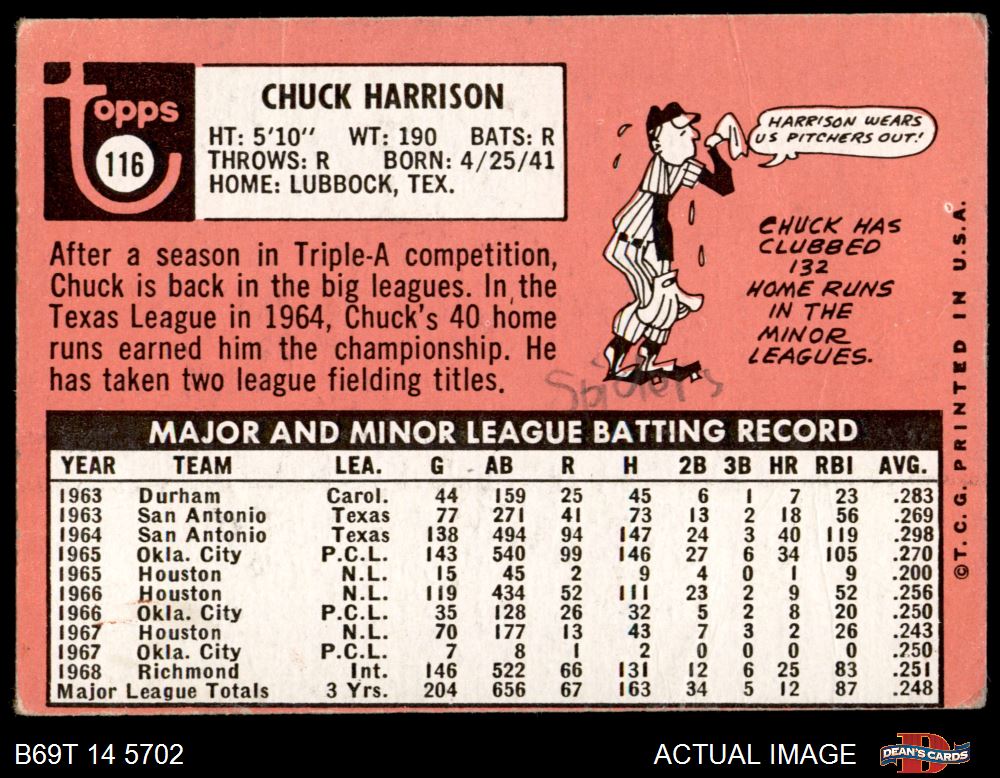 topps
116
CHUCK HARRISON
HT: 5'10" WT: 190 BATS: R
THROWS: R BORN: 4/25/41
HOME: LUBBOCK, TEX.
HARRISON WEARS
US PITCHERS OUT!
CHUCK HAS
CLUBBED
132
HOME RUNS
IN THE
MINOR
LEAGUES.
After a season in Triple-A competition,
Chuck is back in the big leagues. In the
Texas League in 1964, Chuck's 40 home
runs earned him the championship. He
has taken two league fielding titles.
MAJOR AND MINOR LEAGUE BATTING RECORD
YEAR TEAM LEA. G AB R H 2B 3B HR RBI AVG.
1963 Durham Carol. 44 159 25 45 6 1 7 23 .283
1963 San Antonio Texas 77 271 41 73 13 2 18 56 .269
1964 San Antonio Texas 138 494 94 147 24 3 40 119 .298
1965 Okla. City P.C.L. 143 540 99 146 27 6 34 105 .270
1965 Houston N.L. 15 45 2 9 4 0 1 9 .200
1966 Houston N.L. 119 434 52 111 23 2 9 52 .256
1966 Okla. City P.C.L. 35 128 26 32 5 2 8 20 .250
1967 Houston N.L. 70 177 13 43 7 3 2 26 .243
1967 Okla. City P.C.L. 7 8 1 2 0 0 0 0 .250
1968 Richmond Int. 146 522 66 131 12 6 25 83 .251
Major League Totals 3 Yrs. 204 656 67 163 34 5 12 87 .248
©T.C.G. PRINTED IN U.S.A.
B69T 14 5702
ACTUAL IMAGE
DEAN'S CARDS